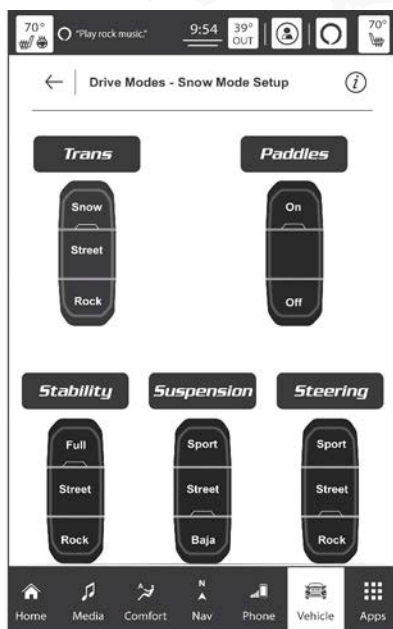 70°
"Play rock music."
9:54
39°
OUT
70°
Drive Modes - Snow Mode Setup
i
Trans
Paddles
Snow
Street
Rock
On
Off
Stability
Suspension
Steering
Full
Street
Rock
Sport
Street
Baja
Sport
Street
Rock
A
N
Home
Media
Comfort
Nav
Phone
Vehicle
Apps